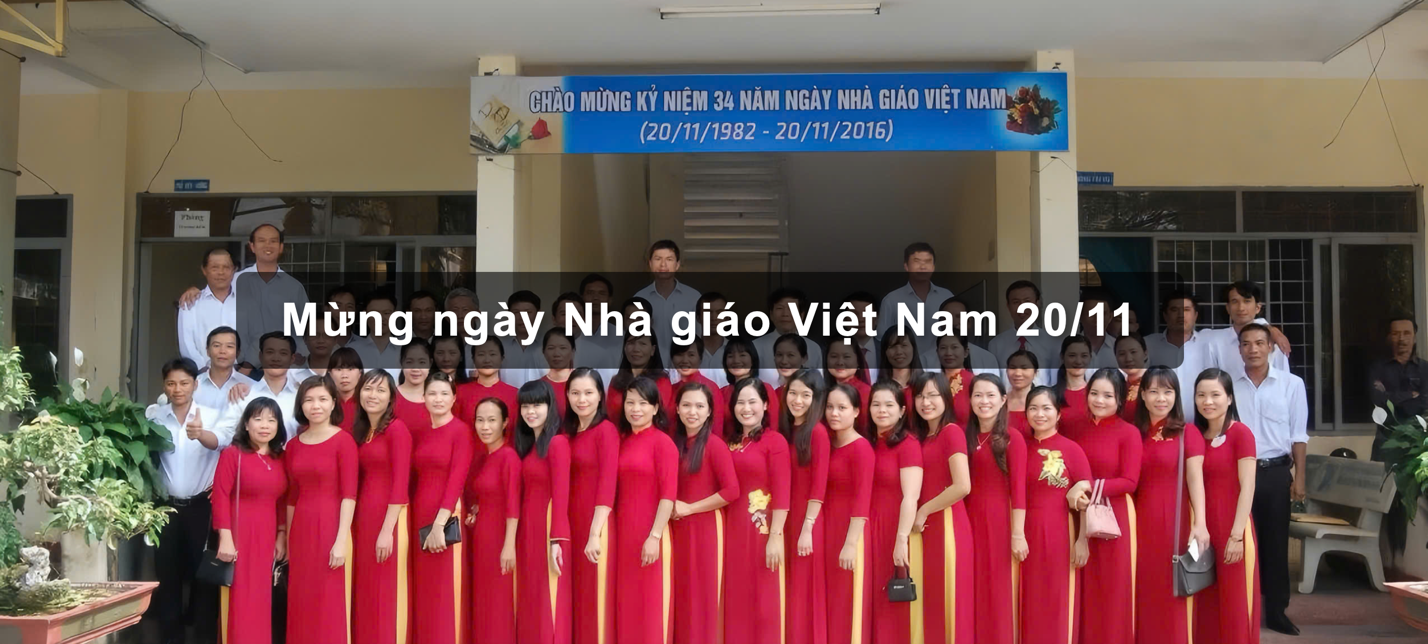 CHÀO MỪNG KỶ NIỆM 34 NĂM NGÀY NHÀ GIÁO VIỆT NAM
(20/11/1982 - 20/11/2016)
Phòng
Mừng ngày Nhà giáo Việt Nam 20/11